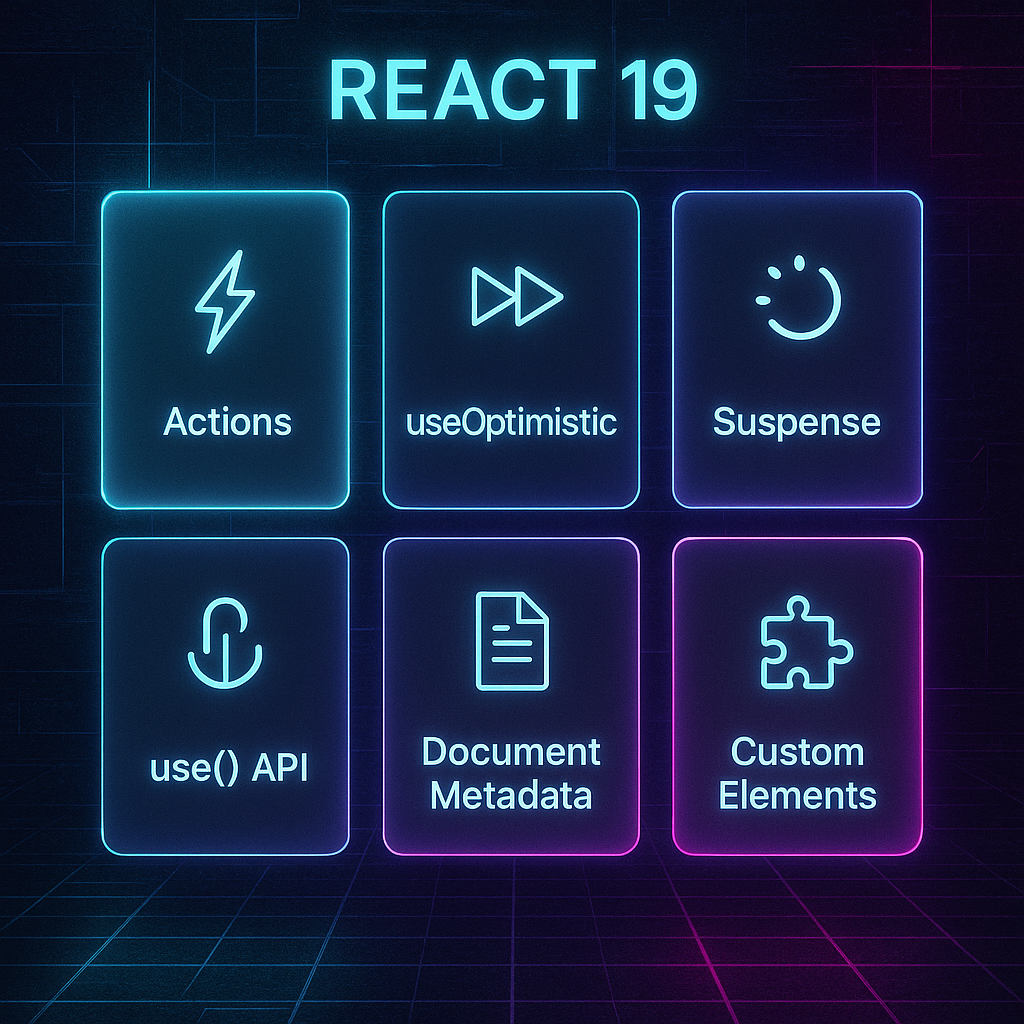 REACT 19
Actions
useOptimistic
Suspense
use() API
Document
Metadata
Custom
Elements